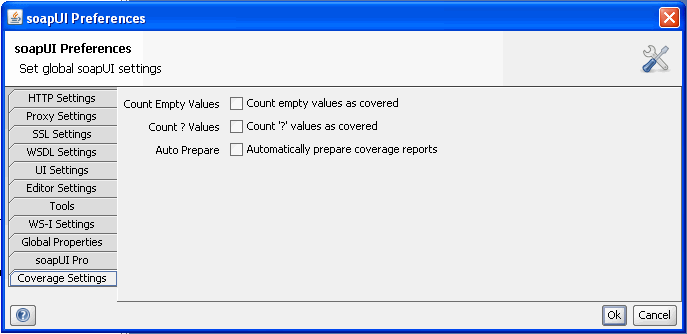 soapUI Preferences
soapUI Preferences
Set global soapUI settings
HTTP Settings
Proxy Settings
SSL Settings
WSDL Settings
UI Settings
Editor Settings
Tools
WS-I Settings
Global Properties
soapUI Pro
Coverage Settings
Count Empty Values Count empty values as covered
Count ? Values Count '?' values as covered
Auto Prepare Automatically prepare coverage reports
?
Ok Cancel